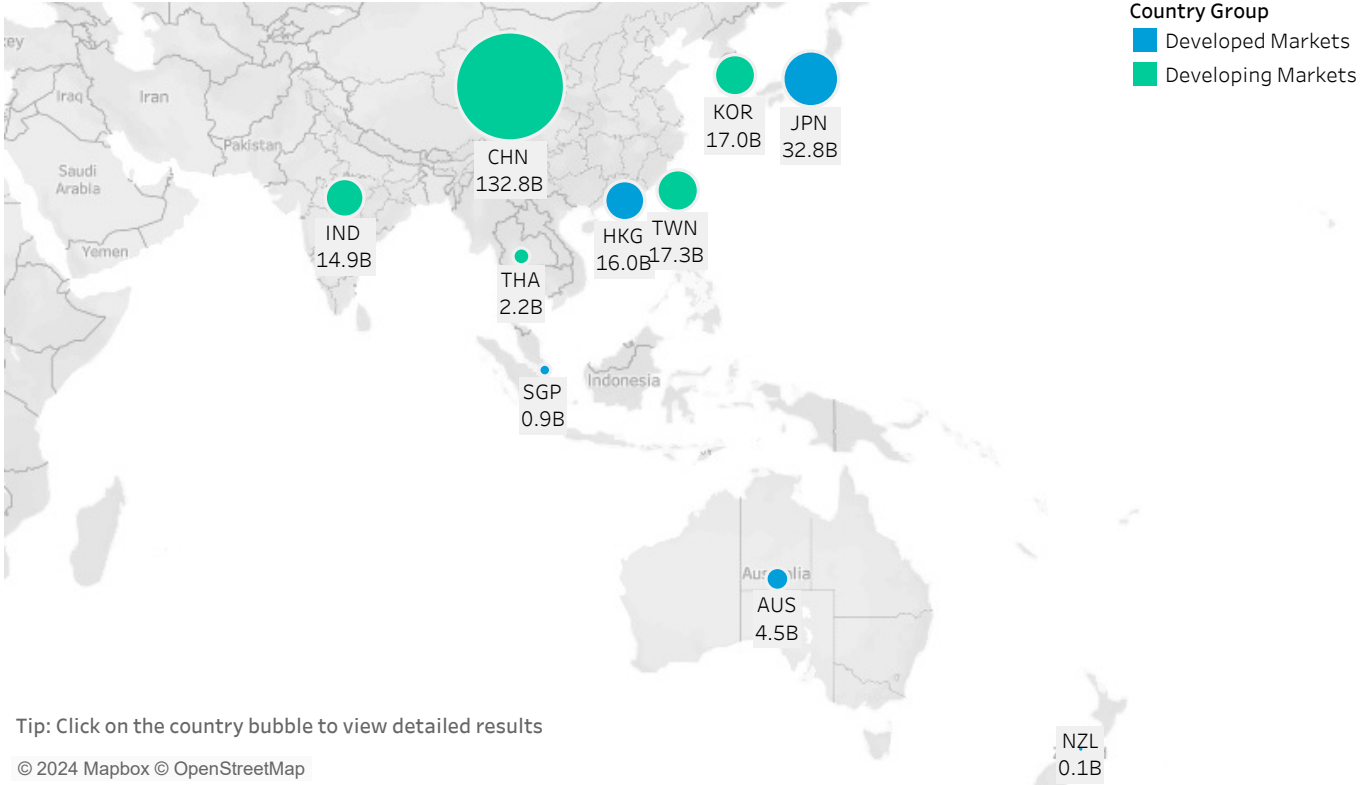 Country Group
Developed Markets
Developing Markets
Iraq
Iran
Pakistan
Saudi
Arabia
Yemen
CHN
132.8B
KOR
17.0B
JPN
32.8B
IND
14.9B
HKG
16.0B
TWN
17.3B
THA
2.2B
SGP
0.9B
Indonesia
AUS
4.5B
NZL
0.1B
Tip: Click on the country bubble to view detailed results
© 2024 Mapbox © OpenStreetMap